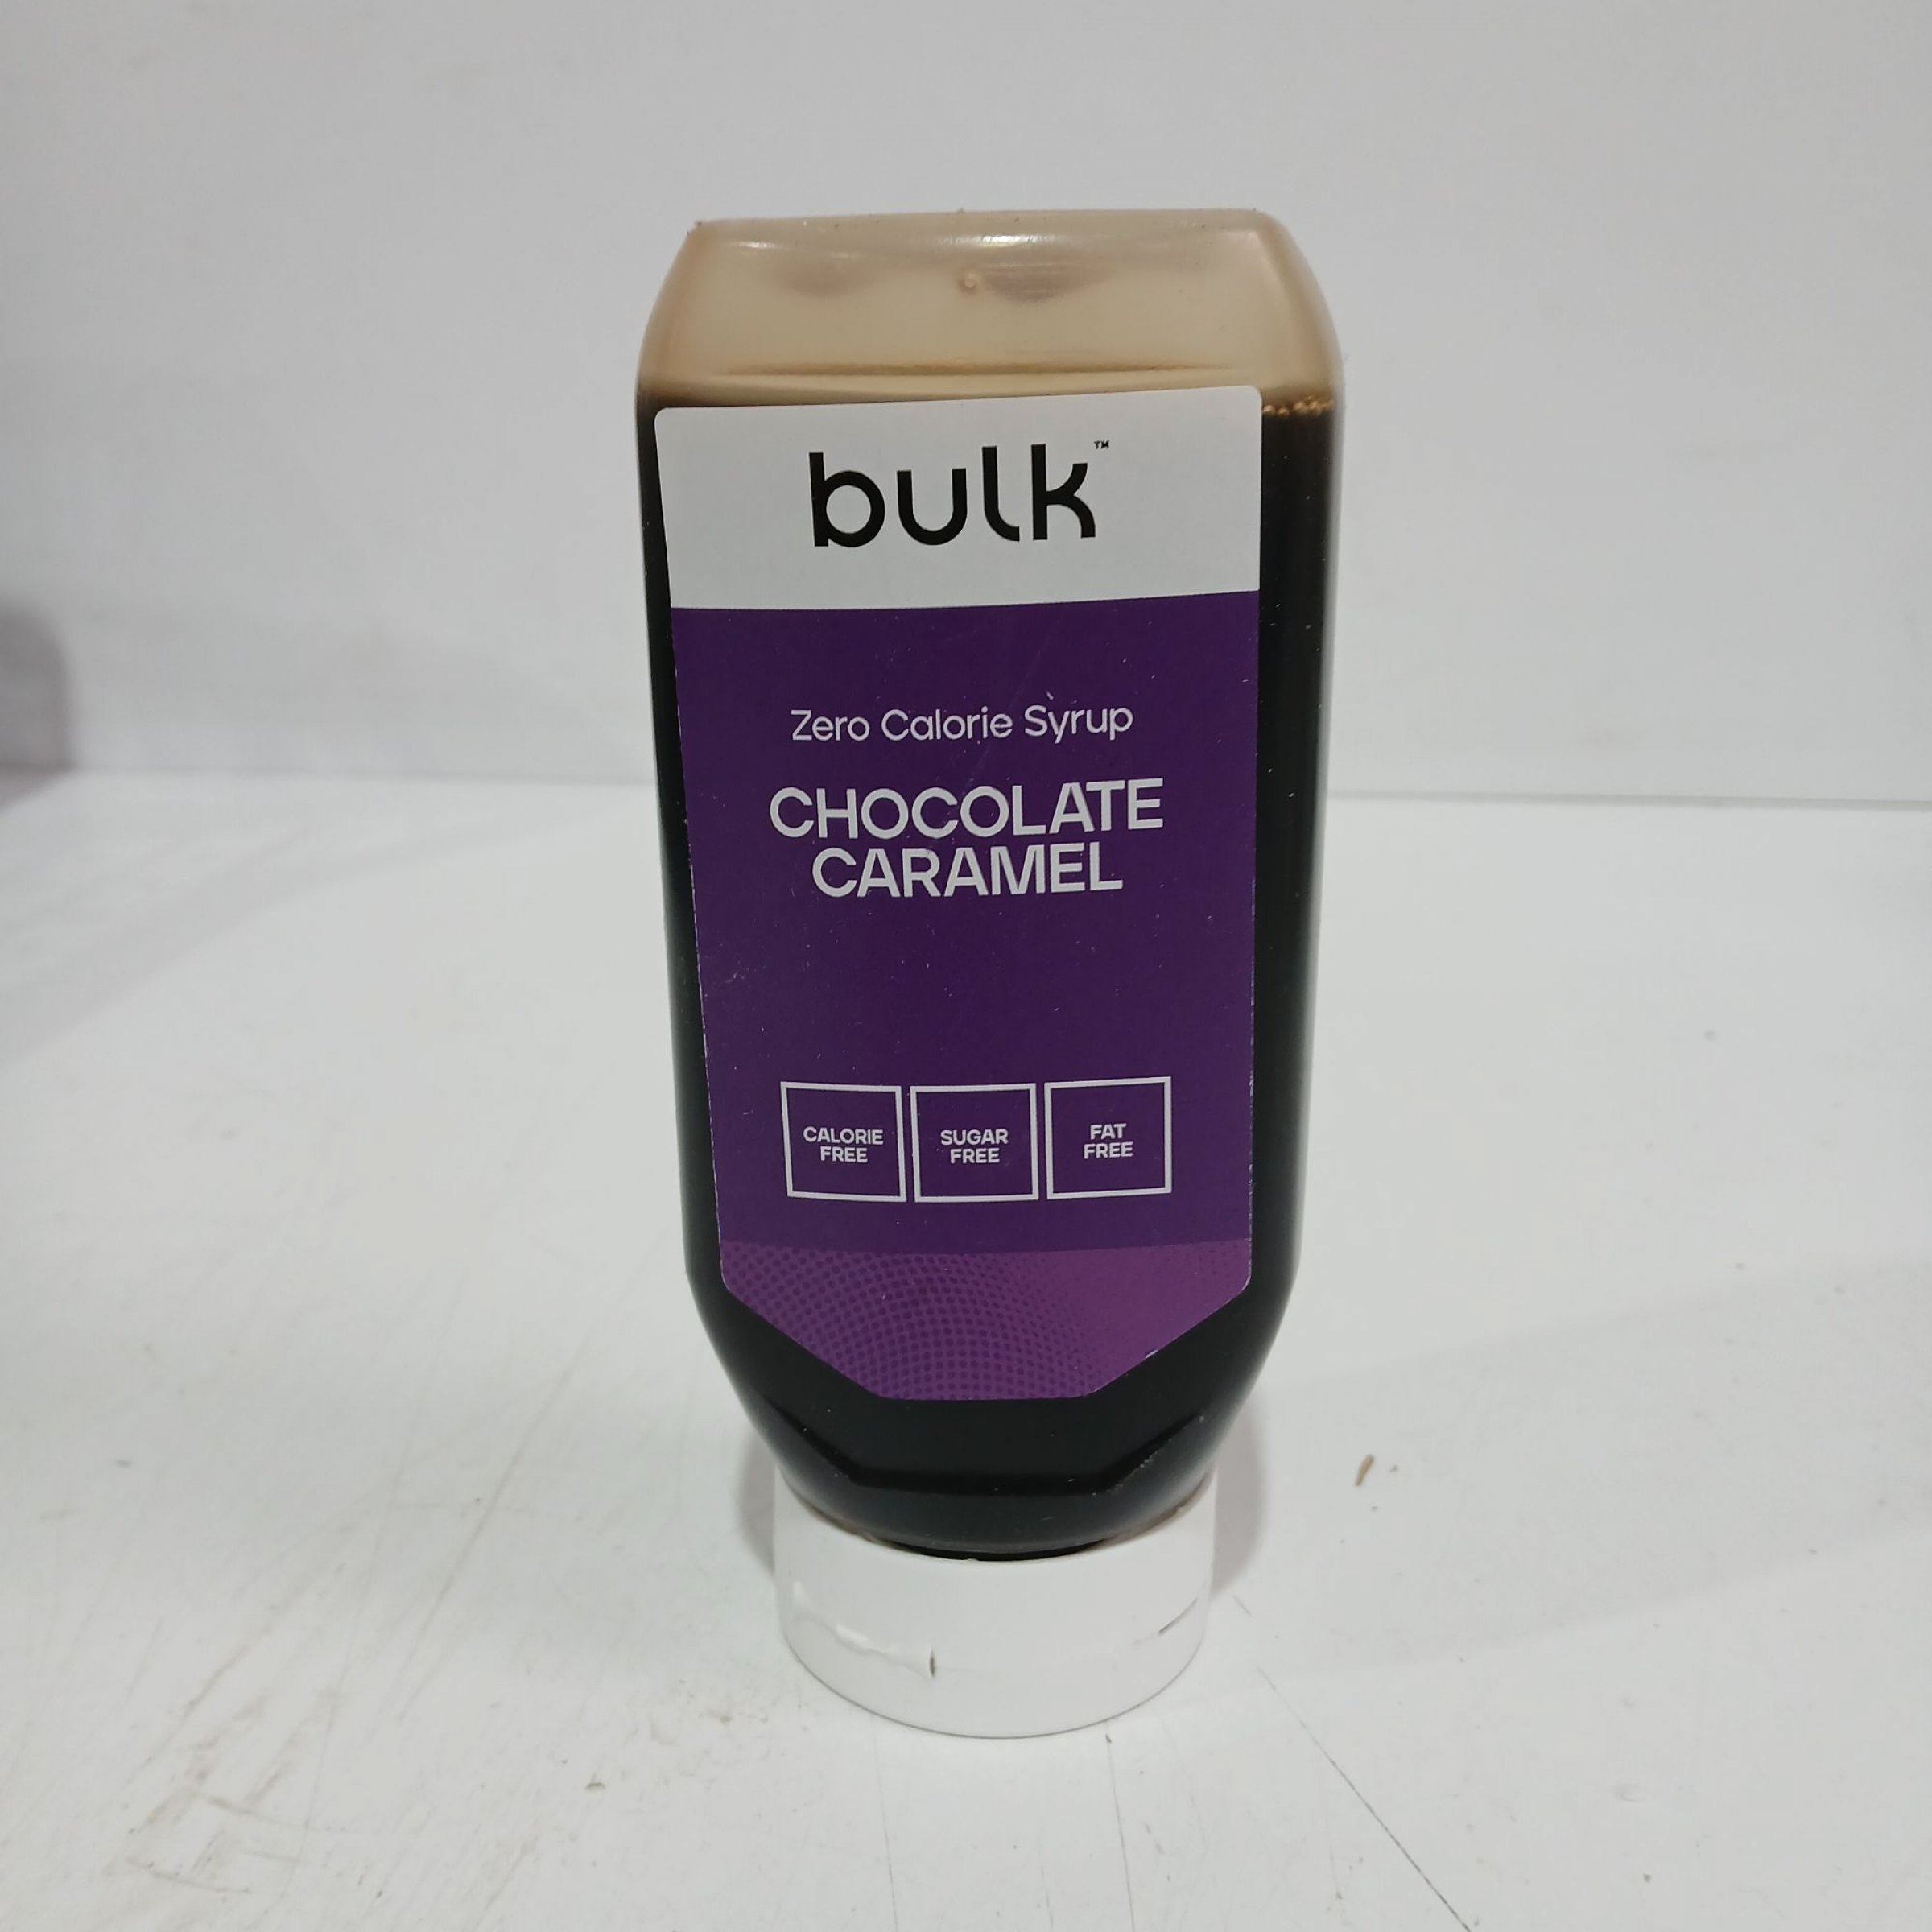 bulk™
Zero Calorie Syrup
CHOCOLATE
CARAMEL
CALORIE
FREE
SUGAR
FREE
FAT
FREE